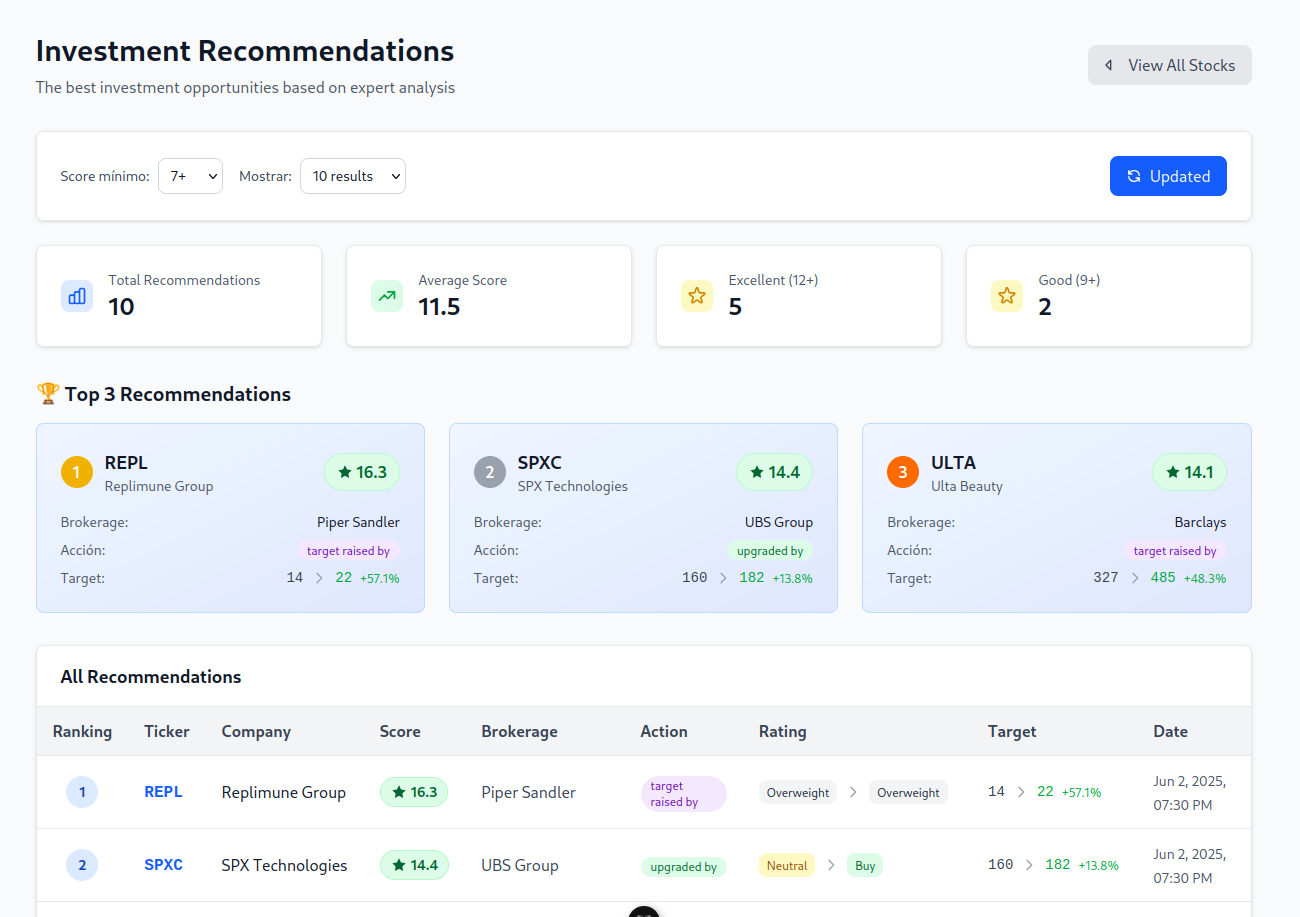 Investment Recommendations
The best investment opportunities based on expert analysis
View All Stocks
Score mínimo: 7+ Mostrar: 10 results
Updated
Total Recommendations
10
Average Score
11.5
Excellent (12+)
5
Good (9+)
2
🏆 Top 3 Recommendations
1 REPL
Replimune Group
★ 16.3
Brokerage: Piper Sandler
Acción: target raised by
Target: 14 > 22 +57.1%
2 SPXC
SPX Technologies
★ 14.4
Brokerage: UBS Group
Acción: upgraded by
Target: 160 > 182 +13.8%
3 ULTA
Ulta Beauty
★ 14.1
Brokerage: Barclays
Acción: target raised by
Target: 327 > 485 +48.3%
All Recommendations
Ranking Ticker Company Score Brokerage Action Rating Target Date
1 REPL Replimune Group ★ 16.3 Piper Sandler target raised by Overweight > Overweight 14 > 22 +57.1% Jun 2, 2025, 07:30 PM
2 SPXC SPX Technologies ★ 14.4 UBS Group upgraded by Neutral > Buy 160 > 182 +13.8% Jun 2, 2025, 07:30 PM